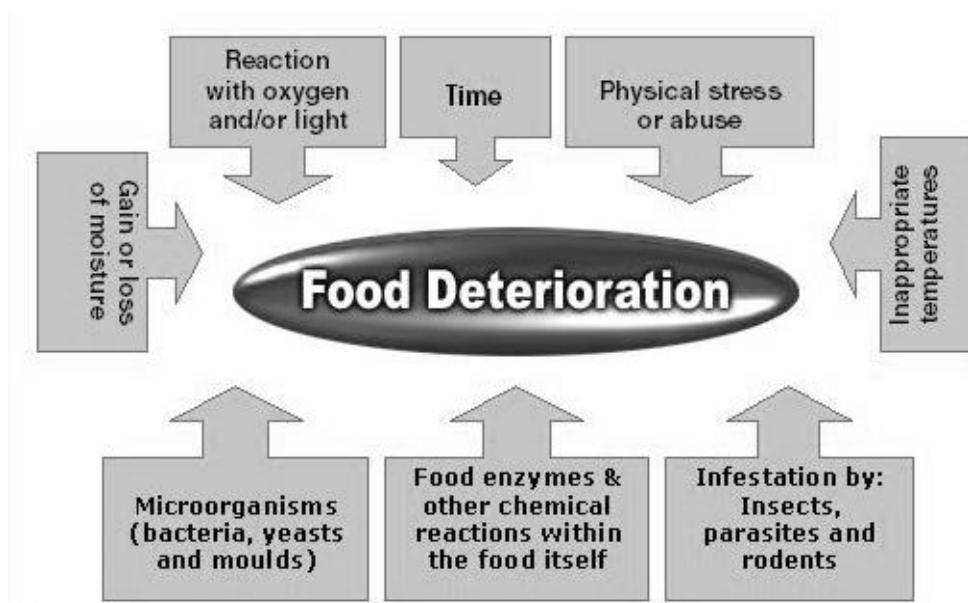 Reaction
with oxygen
and/or light
Time
Physical stress
or abuse
Gain or loss
of moisture
Inappropriate
temperatures
Food Deterioration
Microorganisms
(bacteria, yeasts
and moulds)
Food enzymes &
other chemical
reactions within
the food itself
Infestation by:
Insects,
parasites and
rodents